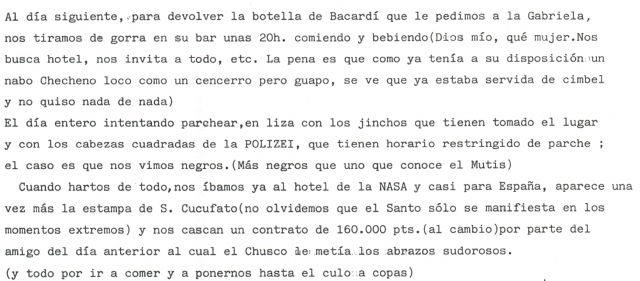 Al día siguiente, para devolver la botella de Bacardí que le pedimos a la Gabriela,
nos tiramos de gorra en su bar unas 20h. comiendo y bebiendo(Dios mío, qué mujer.Nos
busca hotel, nos invita a todo, etc. La pena es que como ya tenía a su disposición un
nabo Checheno loco como un cencerro pero guapo, se ve que ya estaba servida de cimbel
y no quiso nada de nada)
El día entero intentando parchear,en liza con los jinchos que tienen tomado el lugar
y con los cabezas cuadradas de la POLIZEI, que tienen horario restringido de parche ;
el caso es que nos vimos negros.(Más negros que uno que conoce el Mutis)
Cuando hartos de todo,nos íbamos ya al hotel de la NASA y casi para España, aparece una
vez más la estampa de S. Cucufato(no olvidemos que el Santo sólo se manifiesta en los
momentos extremos) y nos cascan un contrato de 160.000 pts.(al cambio)por parte del
amigo del día anterior al cual el Chusco le metía los abrazos sudorosos.
(y todo por ir a comer y a ponernos hasta el culo a copas)